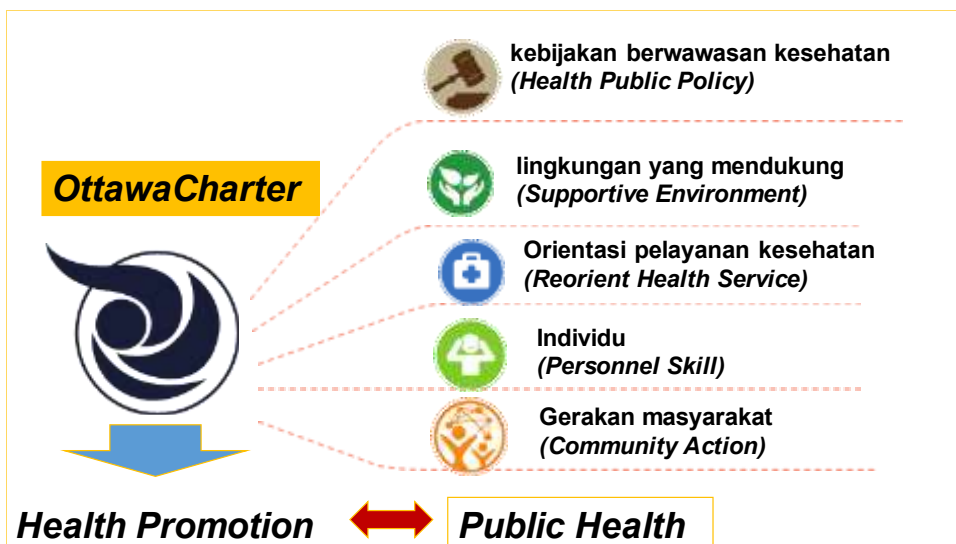 kebijakan berwawasan kesehatan
(Health Public Policy)
OttawaCharter
lingkungan yang mendukung
(Supportive Environment)
Orientasi pelayanan kesehatan
(Reorient Health Service)
Individu
(Personnel Skill)
Gerakan masyarakat
(Community Action)
Health Promotion
Public Health